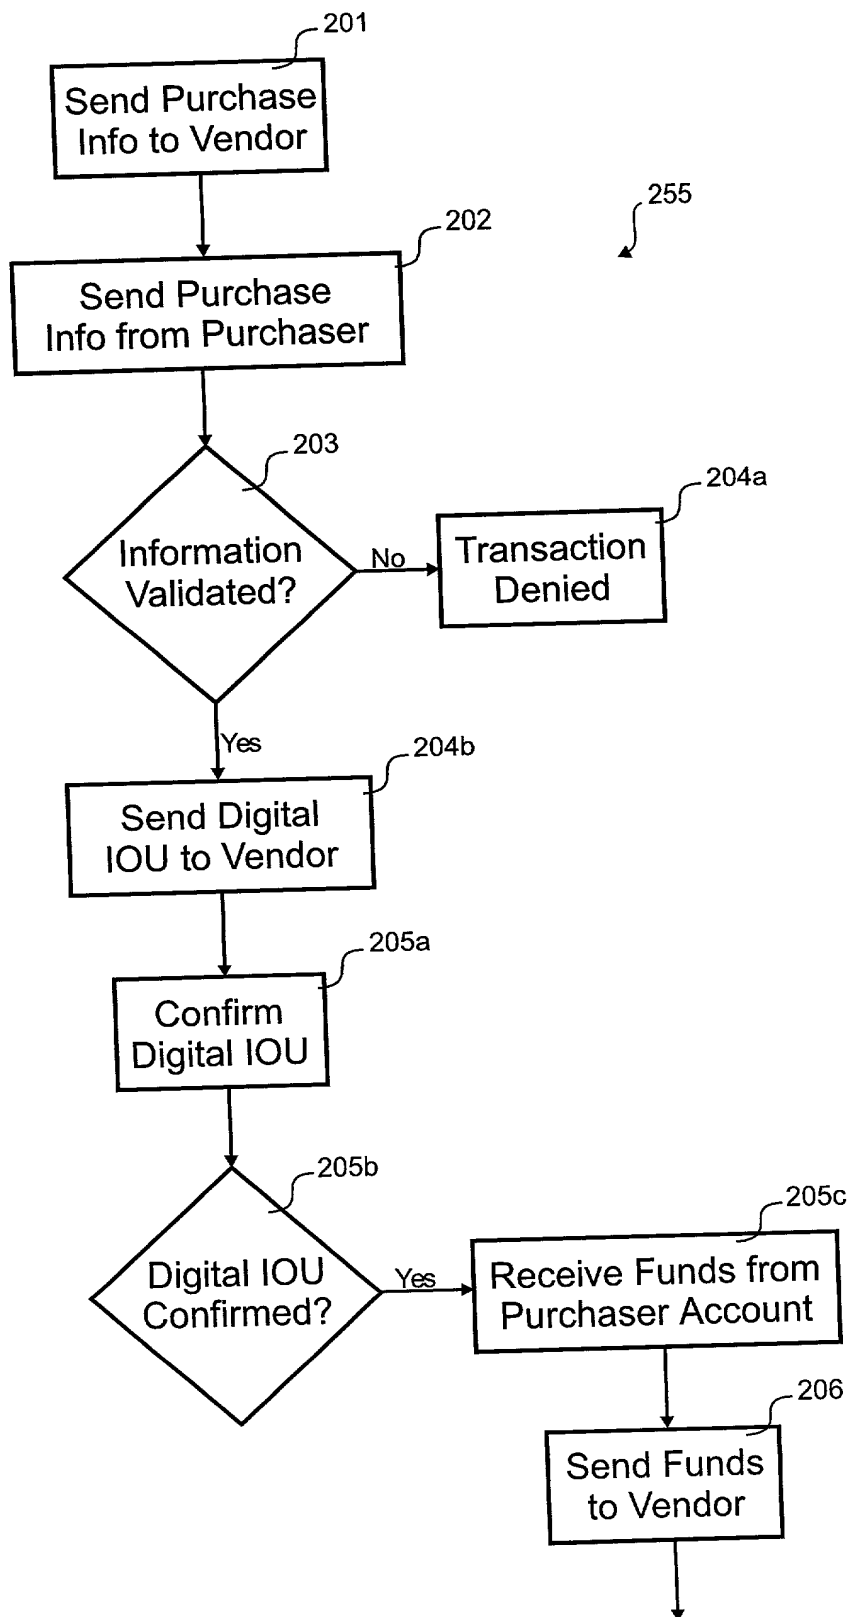 201
Send Purchase
Info to Vendor
255
202
Send Purchase
Info from Purchaser
203
Information
Validated?
No
204a
Transaction
Denied
Yes
204b
Send Digital
IOU to Vendor
205a
Confirm
Digital IOU
205b
Digital IOU
Confirmed?
Yes
205c
Receive Funds from
Purchaser Account
206
Send Funds
to Vendor